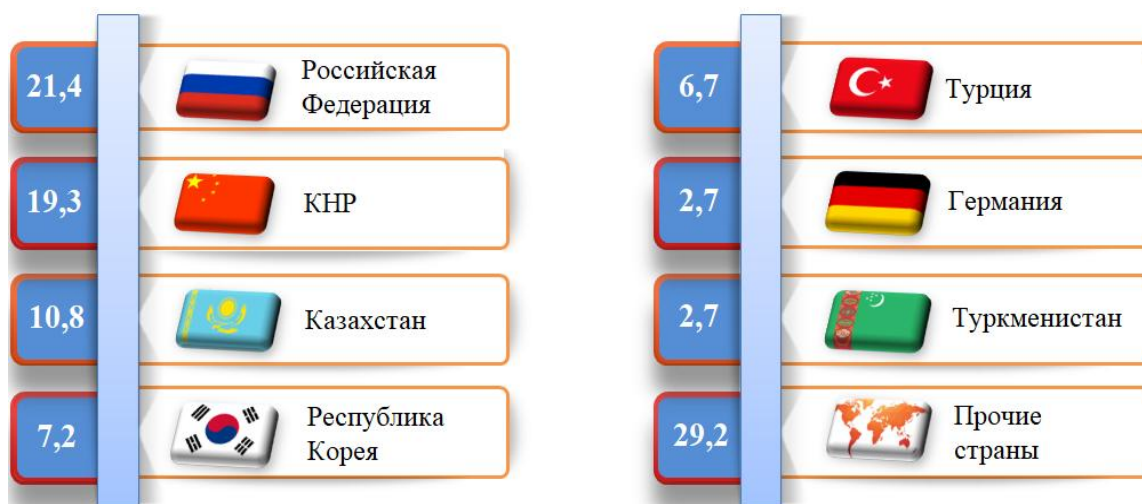 21,4
Российская
Федерация
19,3
КНР
10,8
Казахстан
7,2
Республика
Корея
6,7
Турция
2,7
Германия
2,7
Туркменистан
29,2
Прочие
страны